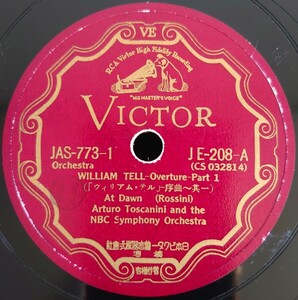 VE
RCA Victor High Fidelity Recording
"HIS MASTER'S VOICE"
VICTOR
JAS-773-1
Orchestra
JE-208-A
(CS 032814)
WILLIAM TELL-Overture-Part 1
(「ウィリアム・テル」-序曲〜其一)
At Dawn (Rossini)
Arturo Toscanini and the
NBC Symphony Orchestra